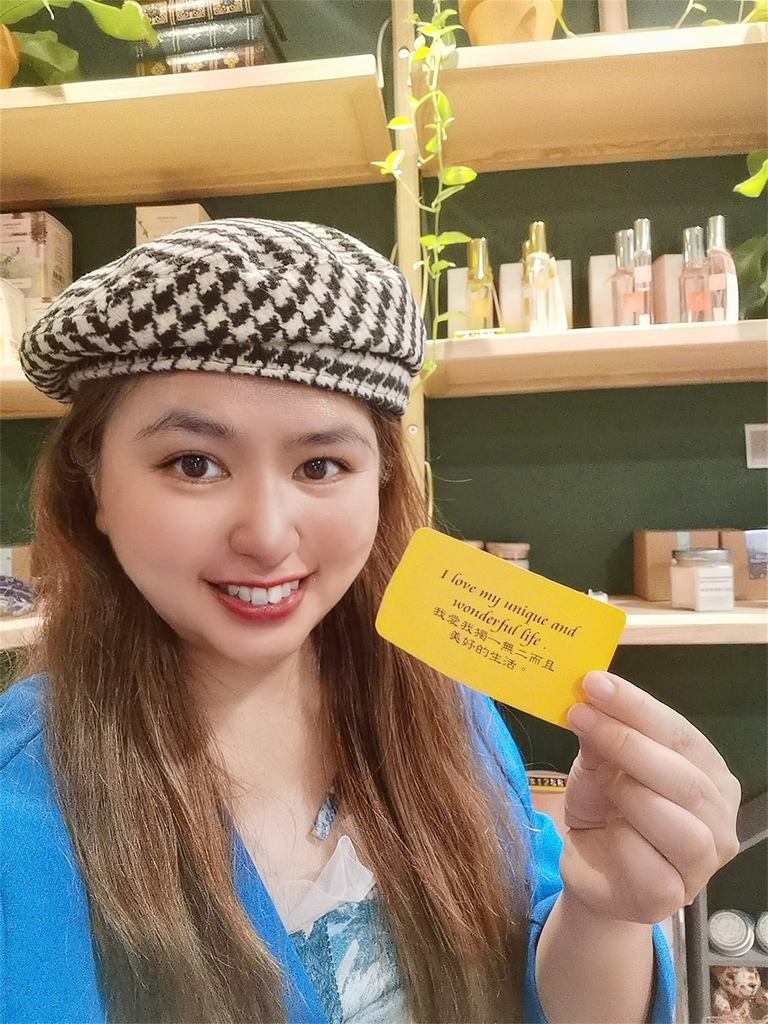 I love my unique and
wonderful life.
我愛我獨一無二而且
美好的生活。